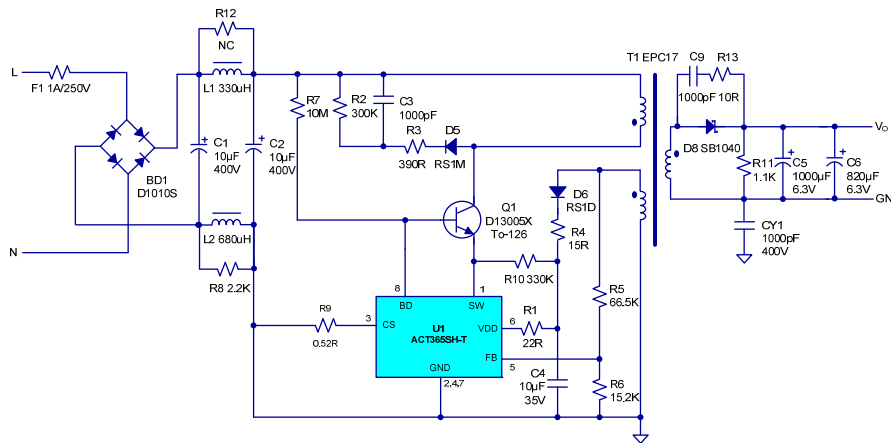 R12
NC
L
F1 1A/250V
L1 330uH
BD1
D1010S
C1
10µF
400V
C2
10µF
400V
L2 680uH
R8 2.2K
N
R7
10M
R2
300K
C3
1000pF
R3
390R
D5
RS1M
Q1
D13005X
To-126
D6
RS1D
R4
15R
R10 330K
R9
0.52R
8
BD
1
SW
3
CS
U1
ACT365SH-T
VDD
6
R1
22R
FB
5
GND
2,4,7
C4
10µF
35V
R5
66.5K
R6
15,2K
T1 EPC17
C9
1000pF
R13
10R
D8 SB1040
R11
1.1K
C5
1000µF
6.3V
C6
820µF
6.3V
VO
GN
CY1
1000pF
400V